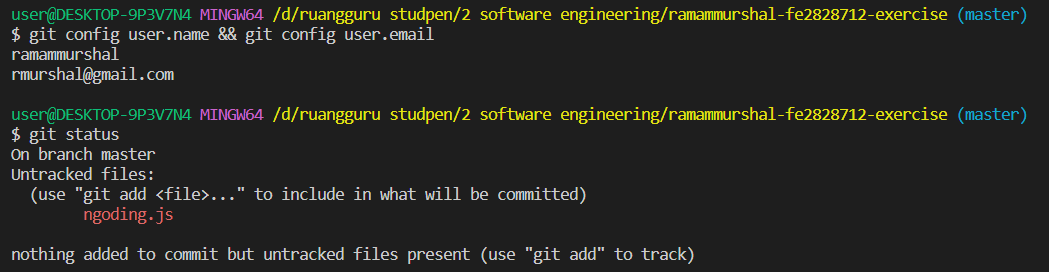 user@DESKTOP-9P3V7N4 MINGW64 /d/ruangguru studpen/2 software engineering/ramammurshal-fe2828712-exercise (master)
$ git config user.name && git config user.email
ramammurshal
rmurshal@gmail.com
user@DESKTOP-9P3V7N4 MINGW64 /d/ruangguru studpen/2 software engineering/ramammurshal-fe2828712-exercise (master)
$ git status
On branch master
Untracked files:
  (use "git add <file>..." to include in what will be committed)
        ngoding.js
nothing added to commit but untracked files present (use "git add" to track)